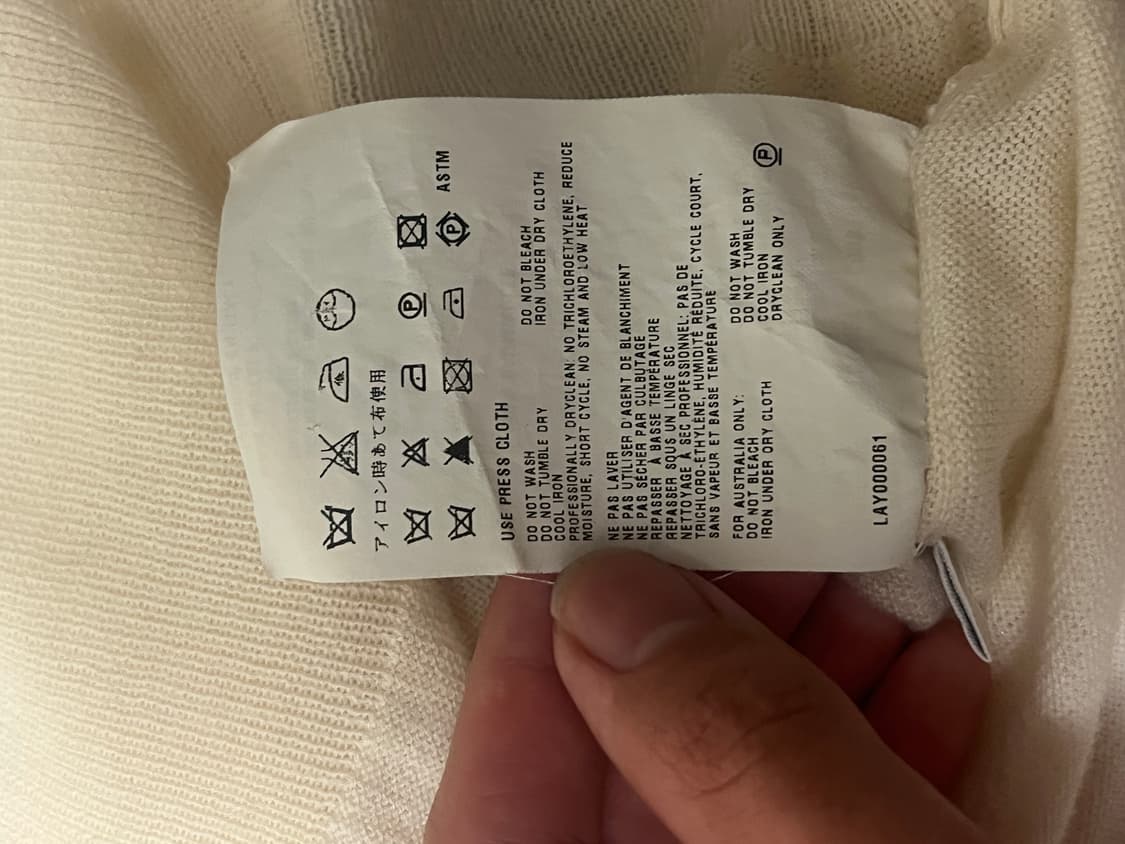 アイロン時あて布使用
P
P ASTM
USE PRESS CLOTH
DO NOT WASH DO NOT BLEACH
DO NOT TUMBLE DRY IRON UNDER DRY CLOTH
COOL IRON
PROFESSIONALLY DRYCLEAN: NO TRICHLOROETHYLENE, REDUCE
MOISTURE, SHORT CYCLE, NO STEAM AND LOW HEAT
NE PAS LAVER
NE PAS UTILISER D'AGENT DE BLANCHIMENT
NE PAS SÉCHER PAR CULBUTAGE
REPASSER À BASSE TEMPÉRATURE
REPASSER SOUS UN LINGE SEC
NETTOYAGE À SEC PROFESSIONNEL: PAS DE
TRICHLORO-ÉTHYLÈNE, HUMIDITÉ RÉDUITE, CYCLE COURT,
SANS VAPEUR ET BASSE TEMPÉRATURE
FOR AUSTRALIA ONLY: DO NOT WASH
DO NOT BLEACH DO NOT TUMBLE DRY
IRON UNDER DRY CLOTH COOL IRON
DRYCLEAN ONLY P
LAY000061